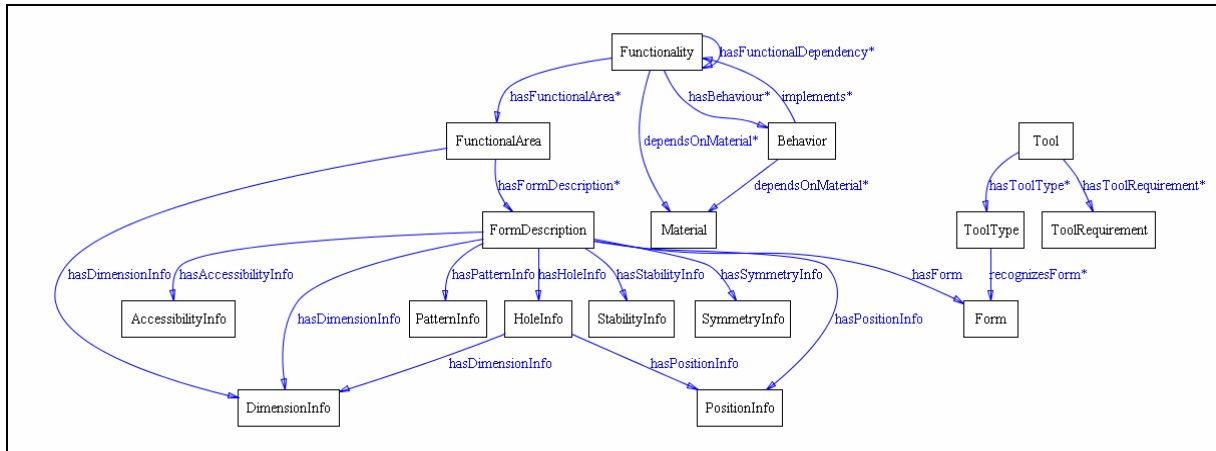 Functionality
hasFunctionalDependency*
hasFunctionalArea*
hasBehaviour*
implements*
FunctionalArea
dependsOnMaterial*
Behavior
Tool
hasFormDescription*
dependsOnMaterial*
hasToolType*
hasToolRequirement*
FormDescription
Material
ToolType
ToolRequirement
hasDimensionInfo
hasAccessibilityInfo
hasPatternInfo
hasHoleInfo
hasStabilityInfo
hasSymmetryInfo
hasForm
recognizesForm*
AccessibilityInfo
hasDimensionInfo
PatternInfo
HoleInfo
StabilityInfo
SymmetryInfo
hasPositionInfo
Form
hasDimensionInfo
hasPositionInfo
DimensionInfo
PositionInfo